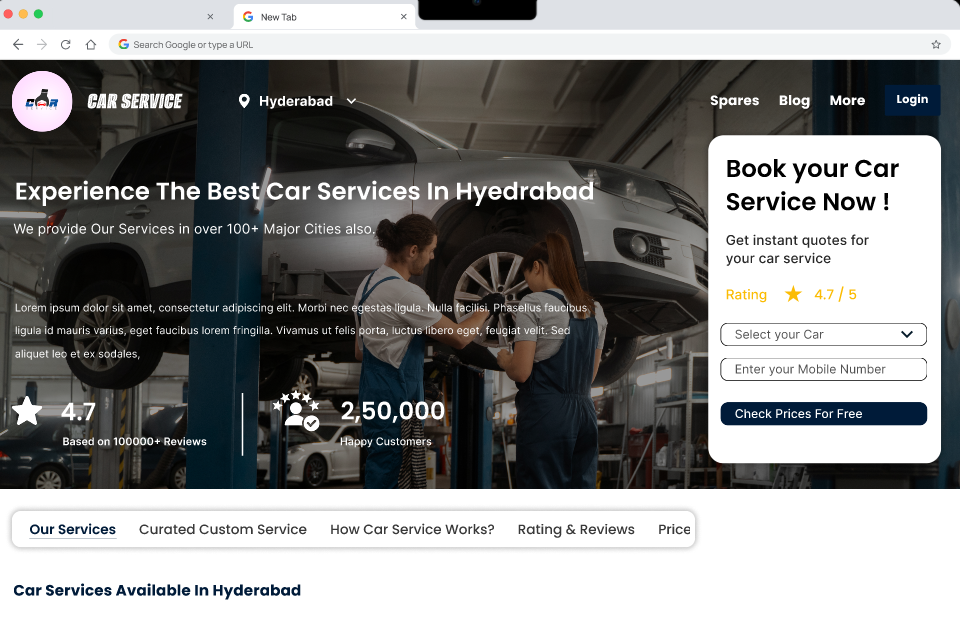 New Tab
Search Google or type a URL
CAR
CAR SERVICE
Hyderabad
Spares
Blog
More
Login
Experience The Best Car Services In Hyedrabad
We provide Our Services in over 100+ Major Cities also.
Lorem ipsum dolor sit amet, consectetur adipiscing elit. Morbi nec egestas ligula. Nulla facilisi. Phasellus faucibus
ligula id mauris varius, eget faucibus lorem fringilla. Vivamus ut felis porta, luctus libero eget, feugiat velit. Sed
aliquet leo et ex sodales,
4.7
Based on 100000+ Reviews
2,50,000
Happy Customers
Book your Car
Service Now !
Get instant quotes for
your car service
Rating 4.7 / 5
Select your Car
Enter your Mobile Number
Check Prices For Free
Our Services
Curated Custom Service
How Car Service Works?
Rating & Reviews
Price
Car Services Available In Hyderabad